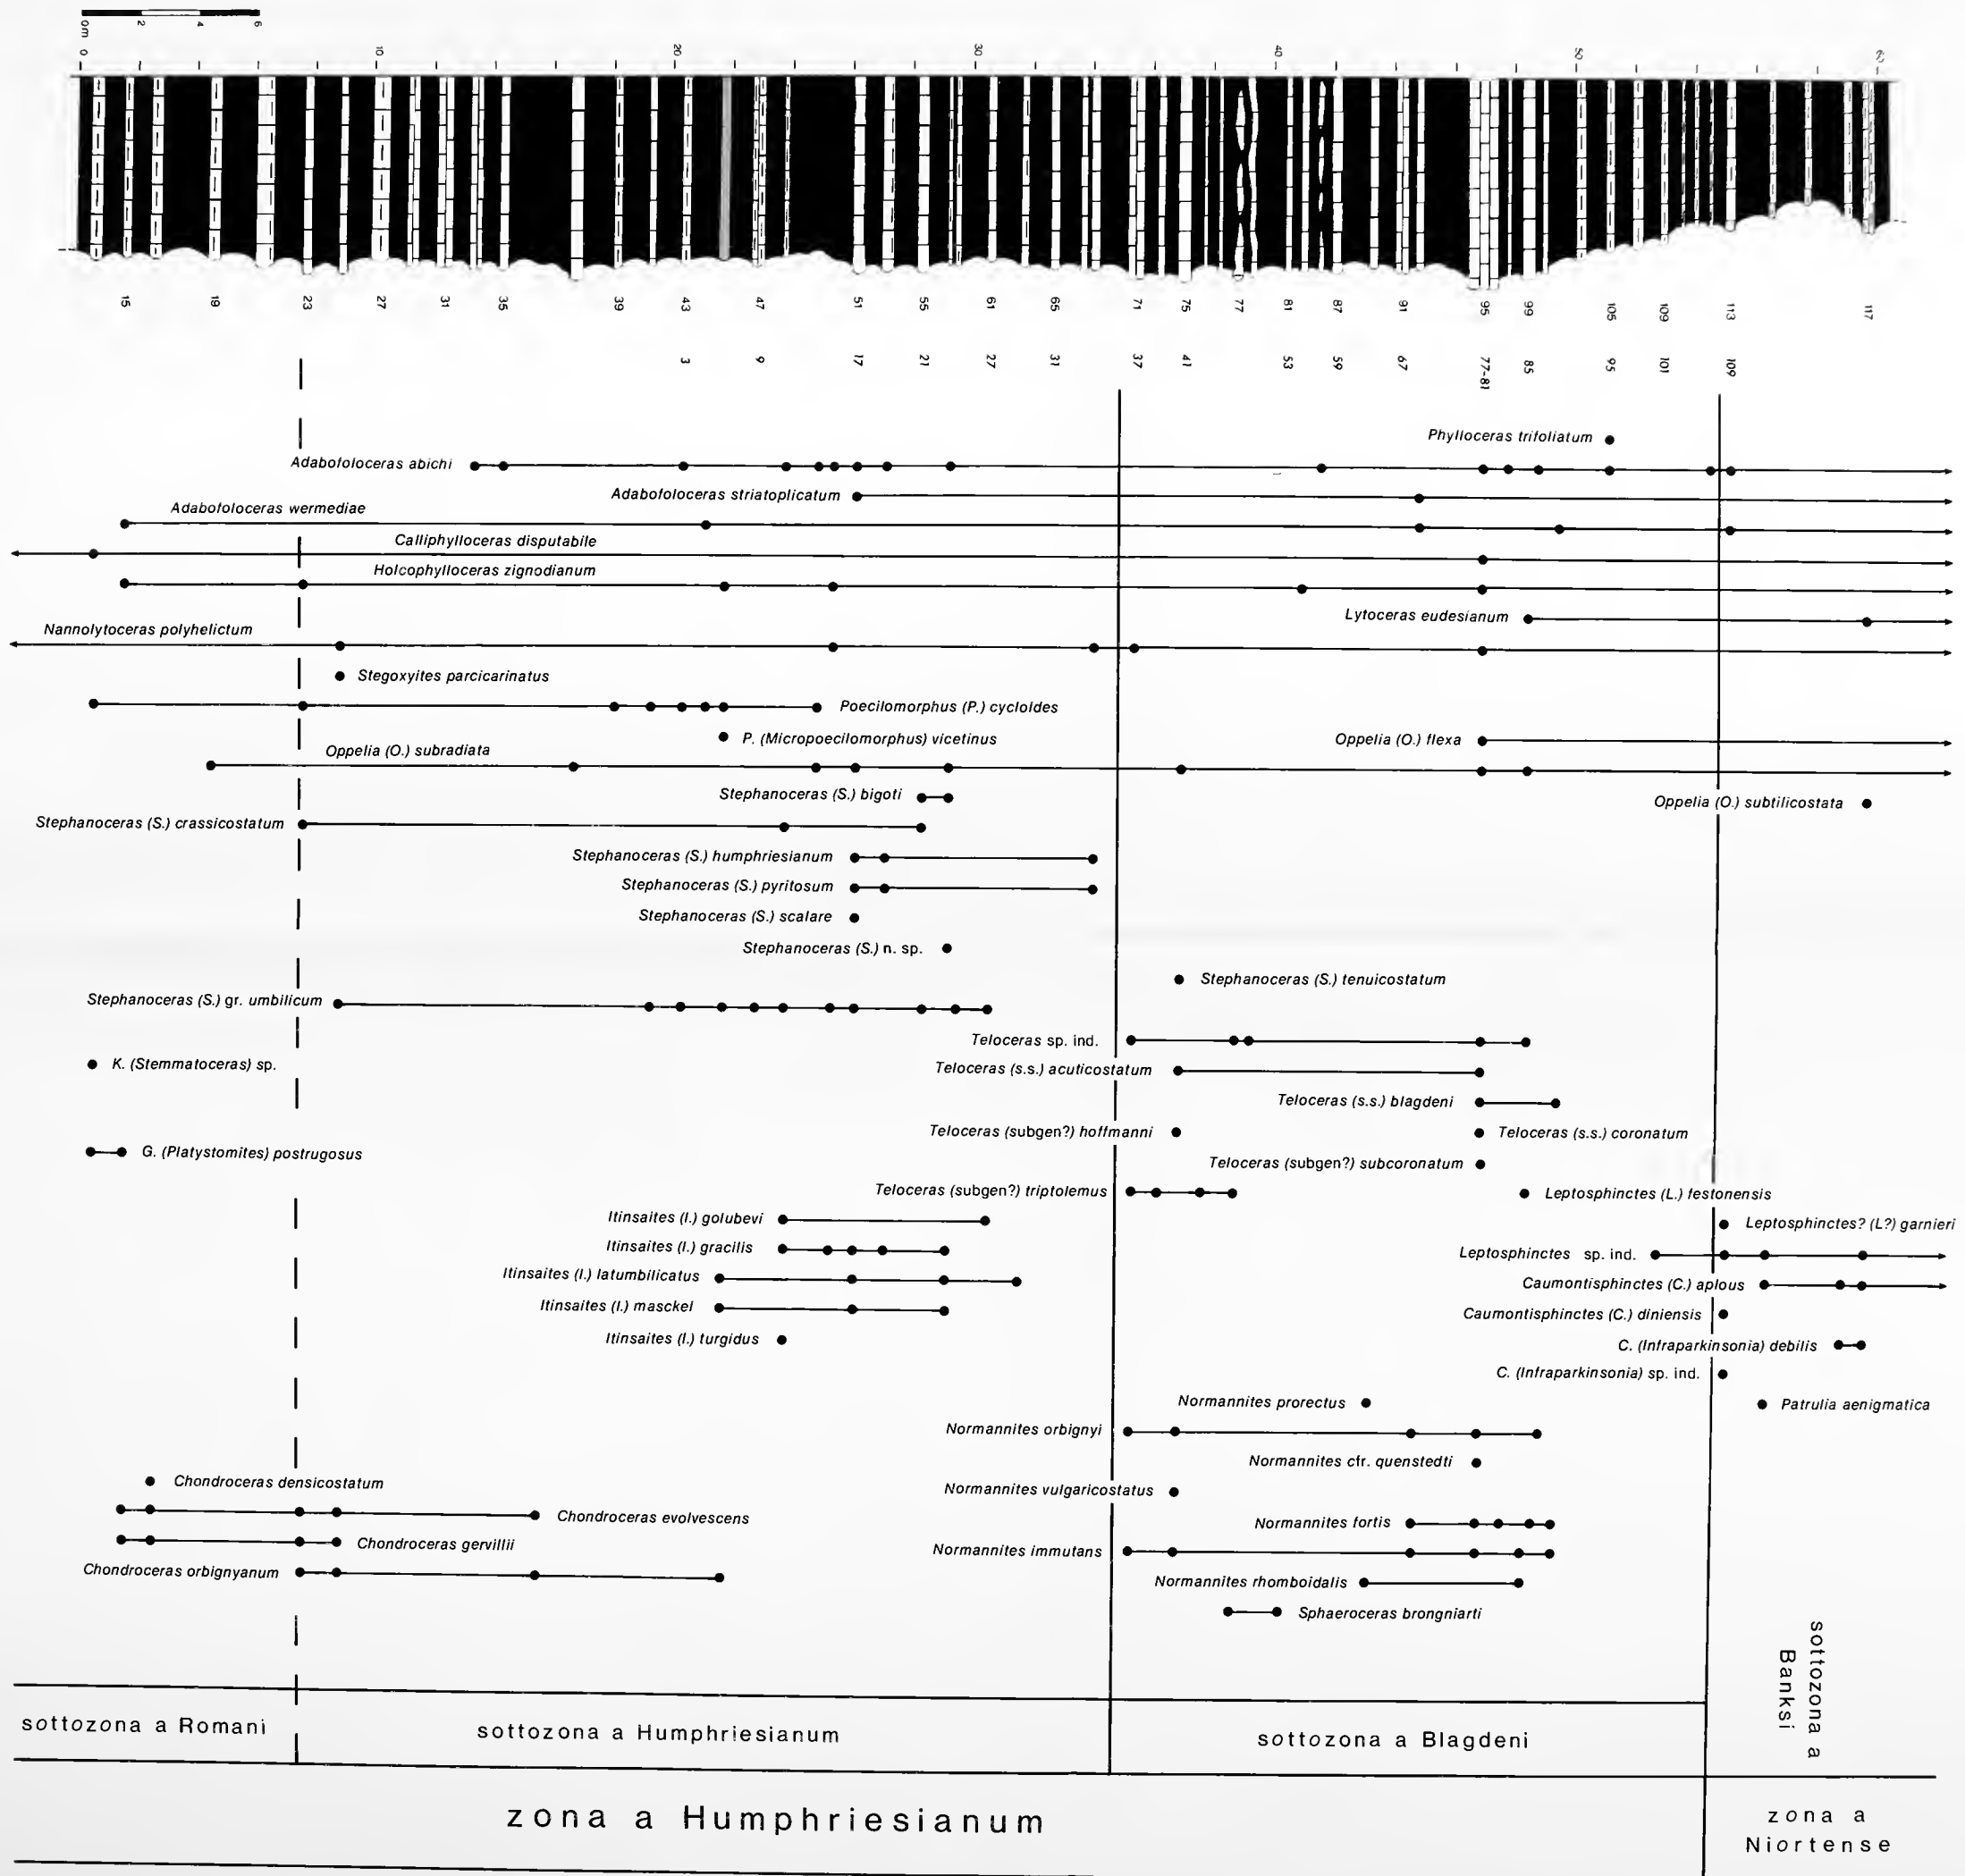 0m 2 4 6
0 10 20 30 40 50 60
15 19 23 27 31 35 39 43 47 51 55 61 65 71 75 77 81 87 91 95 99 105 109 113 117
3 9 17 21 27 31 37 41 53 59 67 77-81 85 95 101 109
Phylloceras trifoliatum
Adabofoloceras abichi
Adabofoloceras striatoplicatum
Adabofoloceras wermediae
Calliphylloceras disputabile
Holcophylloceras zignodianum
Lytoceras eudesianum
Nannolytoceras polyhelictum
Stegoxyites parcicarinatus
Poecilomorphus (P.) cycloides
P. (Micropoecilomorphus) vicetinus
Oppelia (O.) flexa
Oppelia (O.) subradiata
Stephanoceras (S.) bigoti
Oppelia (O.) subtilicostata
Stephanoceras (S.) crassicostatum
Stephanoceras (S.) humphriesianum
Stephanoceras (S.) pyritosum
Stephanoceras (S.) scalare
Stephanoceras (S.) n. sp.
Stephanoceras (S.) tenuicostatum
Stephanoceras (S.) gr. umbilicum
Teloceras sp. ind.
K. (Stemmatoceras) sp.
Teloceras (s.s.) acuticostatum
Teloceras (s.s.) blagdeni
Teloceras (subgen?) hoffmanni
Teloceras (s.s.) coronatum
G. (Platystomites) postrugosus
Teloceras (subgen?) subcoronatum
Teloceras (subgen?) triptolemus
Leptosphinctes (L.) festonensis
Itinsaites (I.) golubevi
Leptosphinctes? (L?) garnieri
Itinsaites (I.) gracilis
Leptosphinctes sp. ind.
Itinsaites (I.) latumbilicatus
Caumontisphinctes (C.) aplous
Itinsaites (I.) masckel
Caumontisphinctes (C.) diniensis
Itinsaites (I.) turgidus
C. (Infraparkinsonia) debilis
C. (Infraparkinsonia) sp. ind.
Normannites prorectus
Patrulia aenigmatica
Normannites orbignyi
Normannites cfr. quenstedti
Chondroceras densicostatum
Normannites vulgaricostatus
Chondroceras evolvescens
Normannites fortis
Chondroceras gervillii
Normannites immutans
Chondroceras orbignyanum
Normannites rhomboidalis
Sphaeroceras brongniarti
sottozona a Romani
sottozona a Humphriesianum
sottozona a Blagdeni
sottozona a
Banksi
zona a Humphriesianum
zona a
Niortense